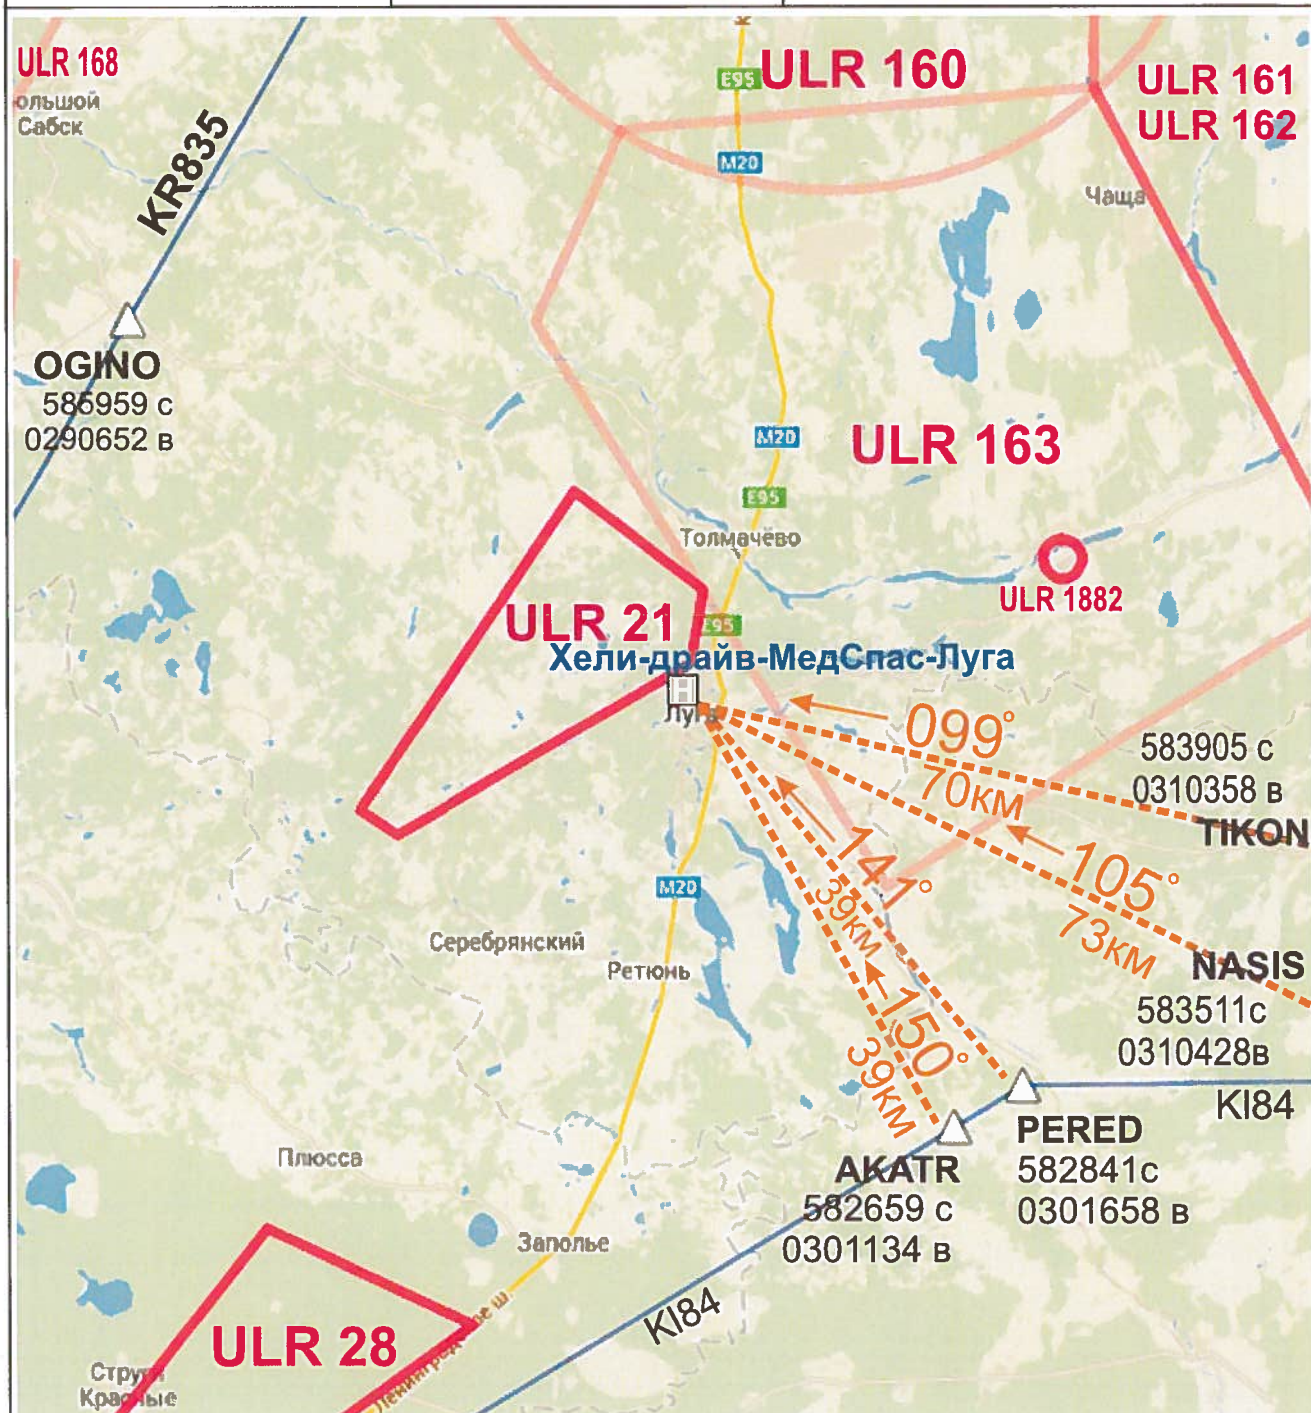 ULR 168
ольшой
Сабск
KR835
E95
ULR 160
ULR 161
ULR 162
M20
Чаща
OGINO
585959 с
0290652 в
M20
ULR 163
E95
Толмачёво
ULR 1882
ULR 21
E95
Хели-драйв-МедСпас-Луга
H
Луга
099°
70км
583905 с
0310358 в
TIKON
141°
39км
105°
73км
M20
Серебрянский
Ретюнь
NASIS
583511с
0310428в
150°
39км
KI84
PERED
582841с
0301658 в
AKATR
582659 с
0301134 в
Плюсса
Заполье
KI84
ULR 28
Струги
Красные